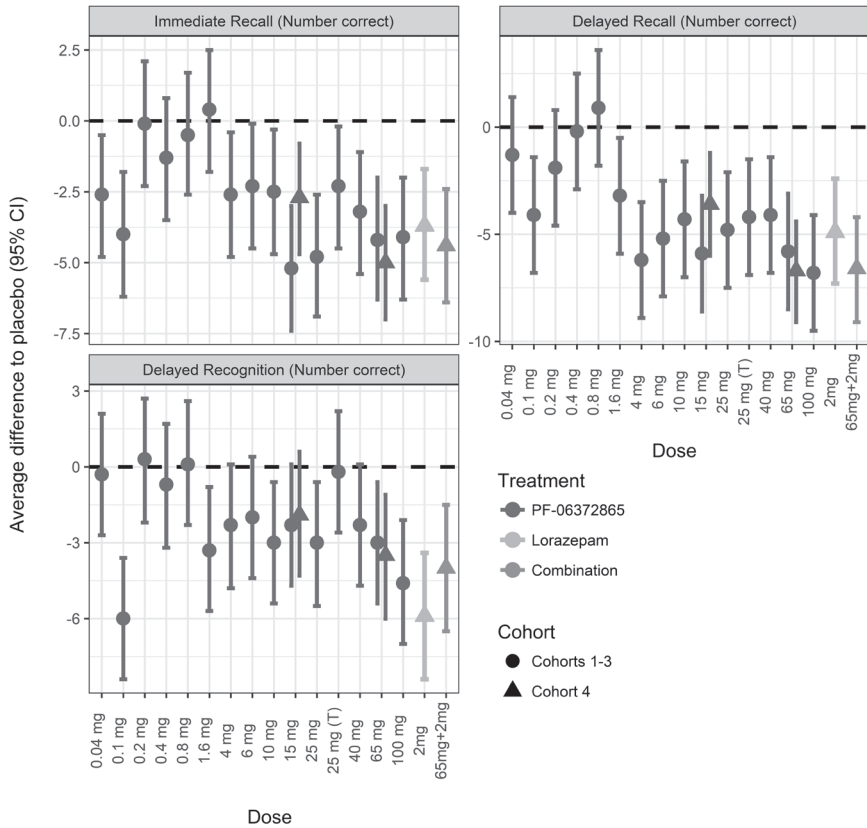 Immediate Recall (Number correct)
Delayed Recall (Number correct)
Average difference to placebo (95% CI)
2.5
0.0
-2.5
-5.0
-7.5
0
-5
-10
0.04 mg
0.1 mg
0.2 mg
0.4 mg
0.8 mg
1.6 mg
4 mg
6 mg
10 mg
15 mg
25 mg
25 mg (T)
40 mg
65 mg
100 mg
2mg
65mg+2mg
Dose
Delayed Recognition (Number correct)
3
0
-3
-6
0.04 mg
0.1 mg
0.2 mg
0.4 mg
0.8 mg
1.6 mg
4 mg
6 mg
10 mg
15 mg
25 mg
25 mg (T)
40 mg
65 mg
100 mg
2mg
65mg+2mg
Dose
Treatment
PF-06372865
Lorazepam
Combination
Cohort
Cohorts 1-3
Cohort 4